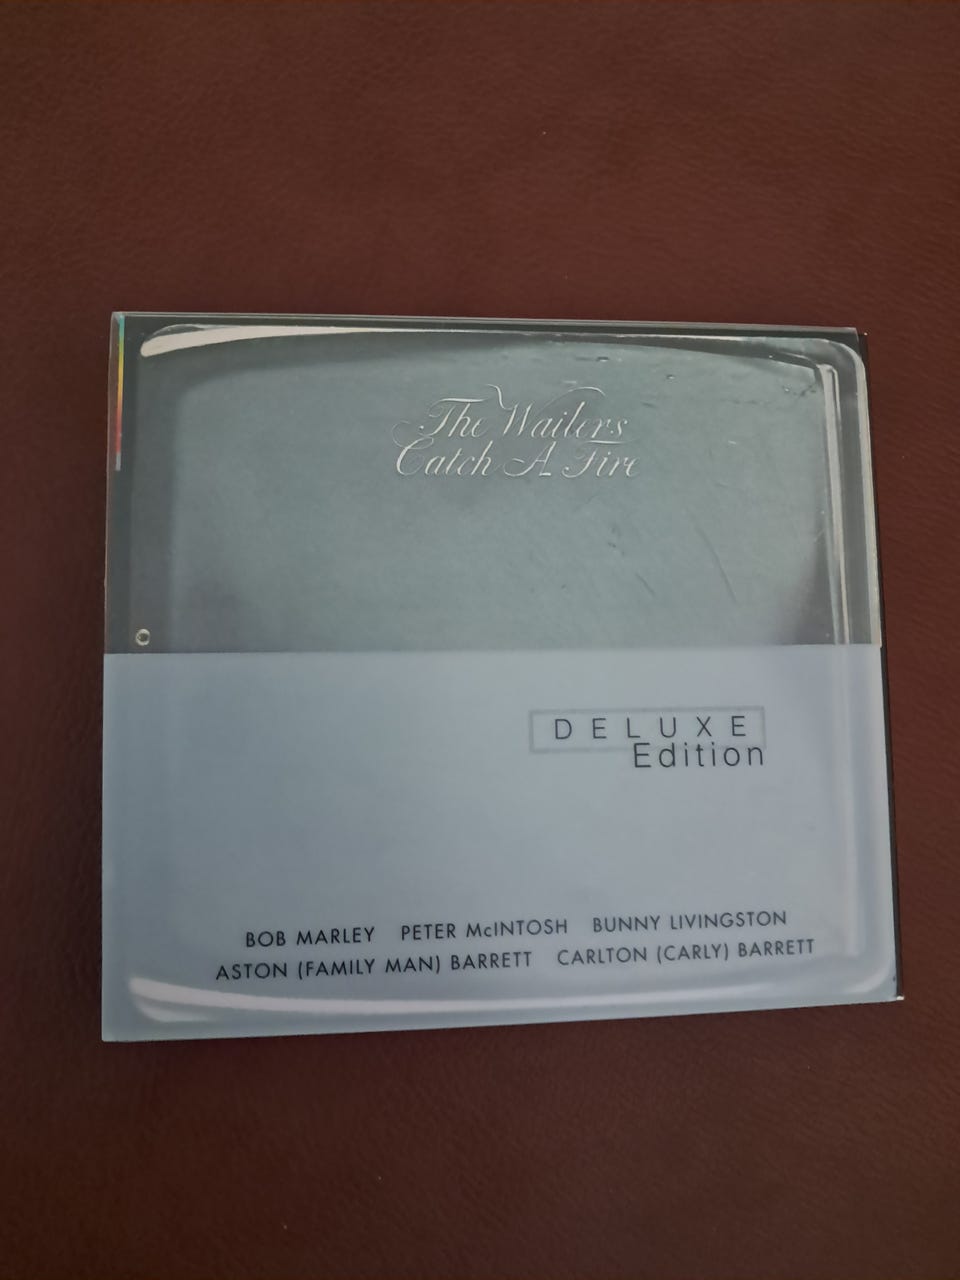 The Wailers
Catch A Fire
DELUXE
Edition
BOB MARLEY PETER McINTOSH BUNNY LIVINGSTON
ASTON (FAMILY MAN) BARRETT CARLTON (CARLY) BARRETT